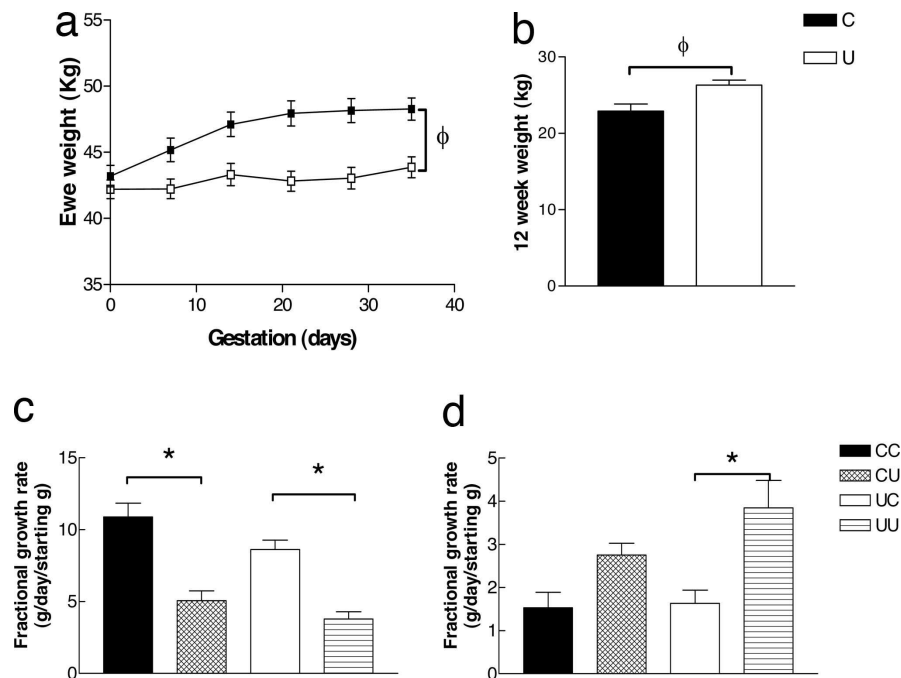 a
Ewe weight (Kg)
55
50
45
40
35
0
10
20
30
40
Gestation (days)
ϕ
b
12 week weight (kg)
30
20
10
0
ϕ
C
U
c
Fractional growth rate
(g/day/starting g)
15
10
5
0
*
*
d
Fractional growth rate
(g/day/starting g)
5
4
3
2
1
0
*
CC
CU
UC
UU